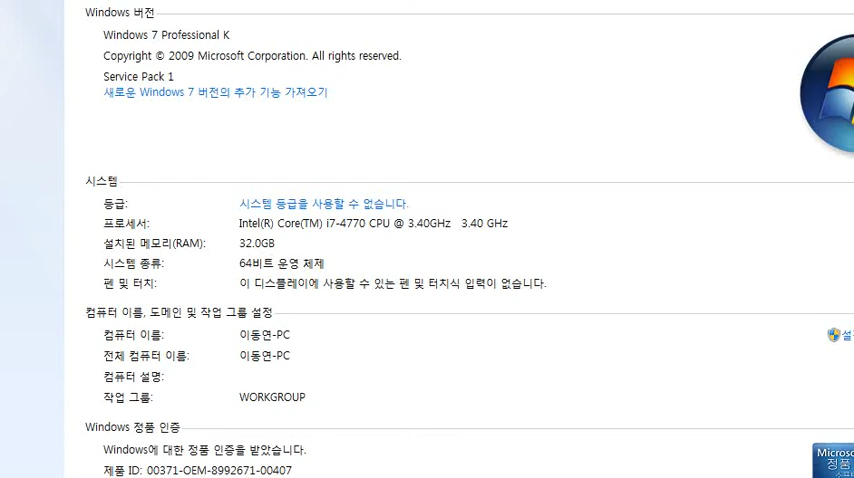 Windows 버전
Windows 7 Professional K
Copyright © 2009 Microsoft Corporation. All rights reserved.
Service Pack 1
새로운 Windows 7 버전의 추가 기능 가져오기
시스템
등급: 시스템 등급을 사용할 수 없습니다.
프로세서: Intel(R) Core(TM) i7-4770 CPU @ 3.40GHz 3.40 GHz
설치된 메모리(RAM): 32.0GB
시스템 종류: 64비트 운영 체제
펜 및 터치: 이 디스플레이에 사용할 수 있는 펜 및 터치식 입력이 없습니다.
컴퓨터 이름, 도메인 및 작업 그룹 설정
컴퓨터 이름: 이동연-PC
전체 컴퓨터 이름: 이동연-PC
컴퓨터 설명:
작업 그룹: WORKGROUP
Windows 정품 인증
Windows에 대한 정품 인증을 받았습니다.
제품 ID: 00371-OEM-8992671-00407
정품